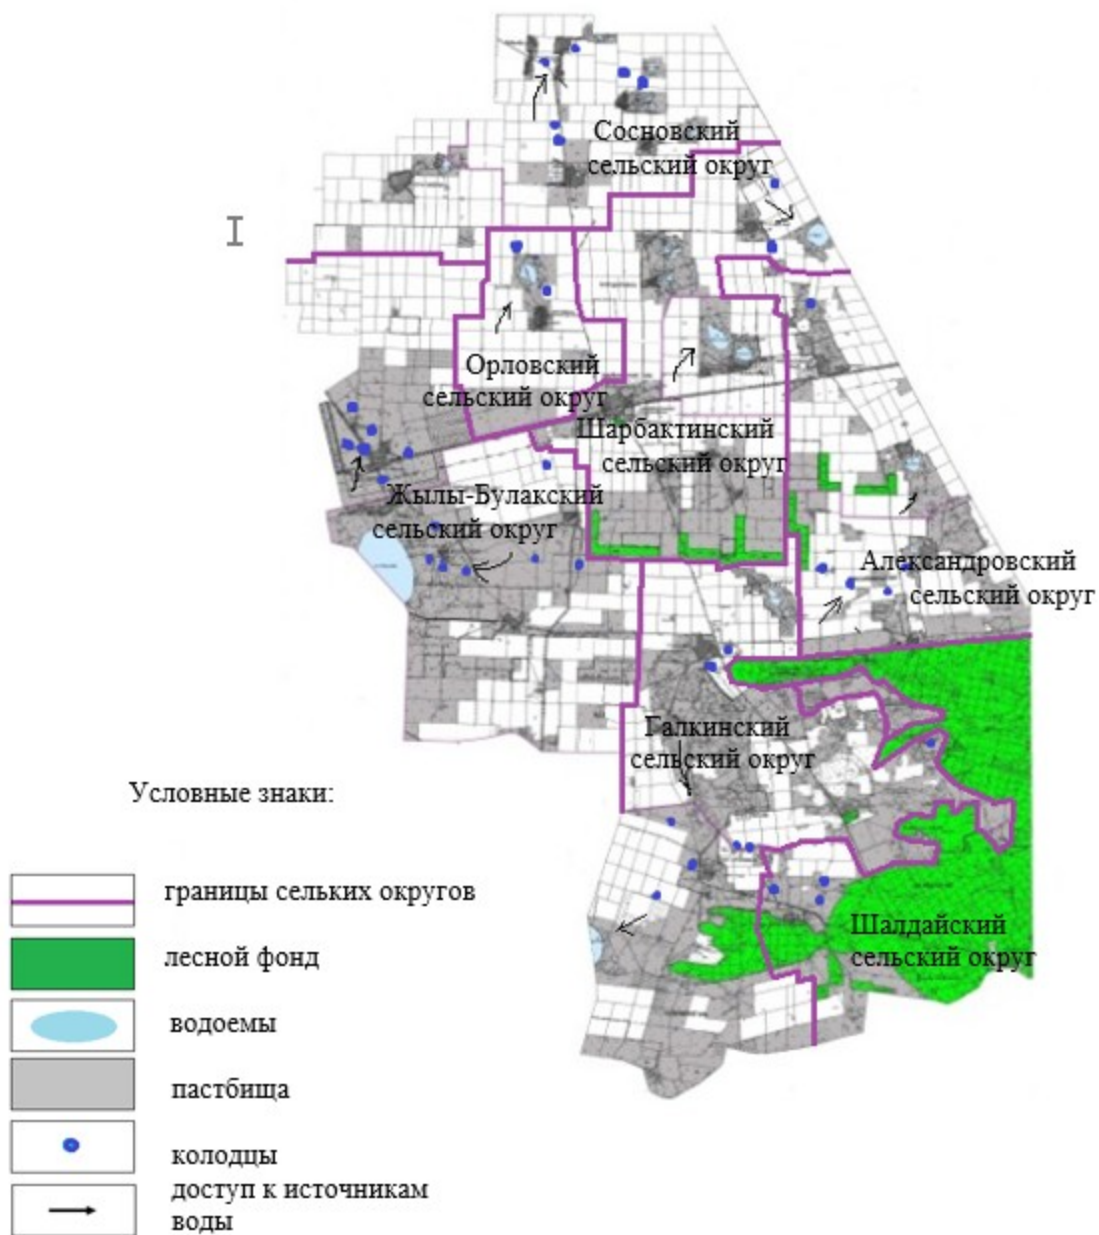 Сосновский
сельский округ
Орловский
сельский округ
Шарбактинский
сельский округ
Жылы-Булакский
сельский округ
Александровский
сельский округ
Галкинский
сельский округ
Шалдайский
сельский округ
Условные знаки:
границы сельких округов
лесной фонд
водоемы
пастбища
колодцы
доступ к источникам
воды